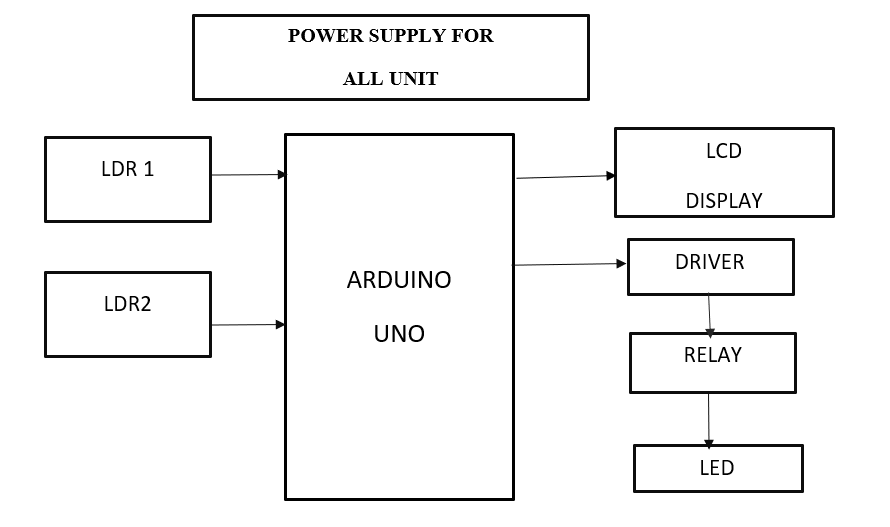 POWER SUPPLY FOR
ALL UNIT
LDR 1
LDR2
ARDUINO
UNO
LCD
DISPLAY
DRIVER
RELAY
LED